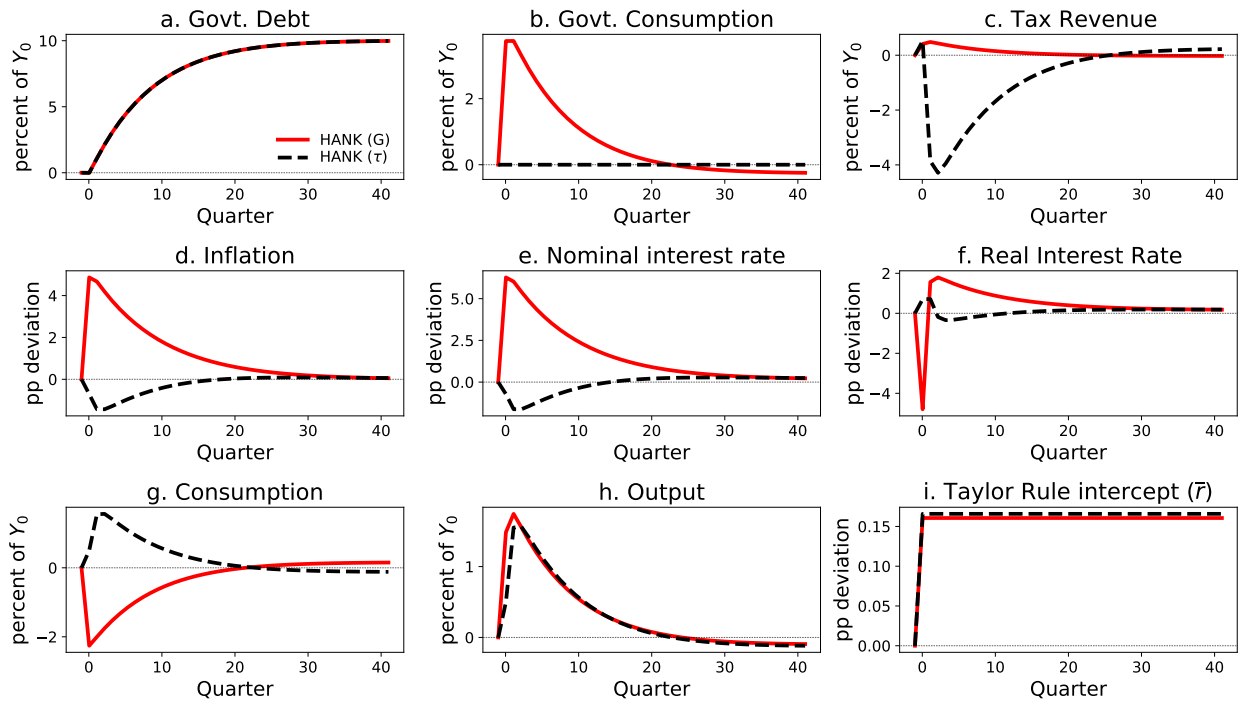 a. Govt. Debt
percent of Y0
10
5
0
HANK (G)
HANK (τ)
0 10 20 30 40
Quarter
b. Govt. Consumption
percent of Y0
2
0
0 10 20 30 40
Quarter
c. Tax Revenue
percent of Y0
0
−2
−4
0 10 20 30 40
Quarter
d. Inflation
pp deviation
4
2
0
0 10 20 30 40
Quarter
e. Nominal interest rate
pp deviation
5.0
2.5
0.0
0 10 20 30 40
Quarter
f. Real Interest Rate
pp deviation
2
0
−2
−4
0 10 20 30 40
Quarter
g. Consumption
percent of Y0
0
−2
0 10 20 30 40
Quarter
h. Output
percent of Y0
1
0
0 10 20 30 40
Quarter
i. Taylor Rule intercept (r̅)
pp deviation
0.15
0.10
0.05
0.00
0 10 20 30 40
Quarter